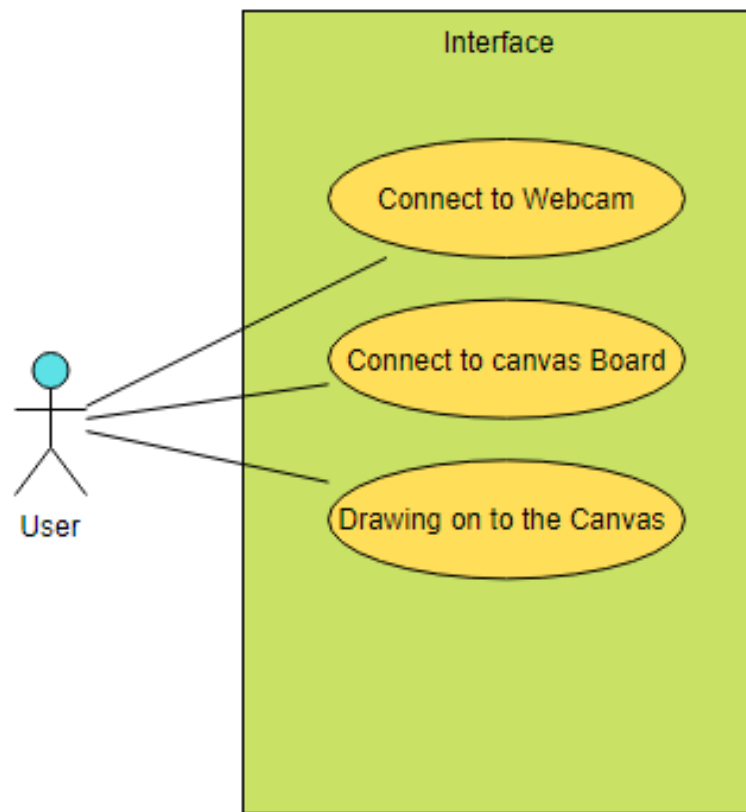 Interface
Connect to Webcam
Connect to canvas Board
Drawing on to the Canvas
User